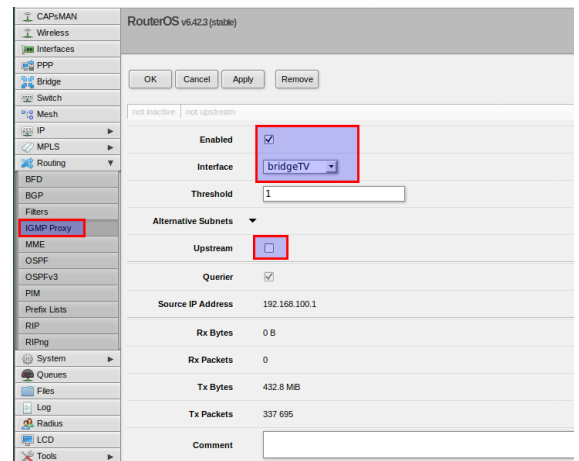 CAPsMAN
Wireless
Interfaces
PPP
Bridge
Switch
Mesh
IP
MPLS
Routing
BFD
BGP
Filters
IGMP Proxy
MME
OSPF
OSPFv3
PIM
Prefix Lists
RIP
RIPng
System
Queues
Files
Log
Radius
LCD
Tools
RouterOS v6.42.3 (stable)
OK Cancel Apply Remove
not inactive not upstream
Enabled
Interface bridgeTV
Threshold 1
Alternative Subnets
Upstream
Querier
Source IP Address 192.168.100.1
Rx Bytes 0 B
Rx Packets 0
Tx Bytes 432.8 MiB
Tx Packets 337 695
Comment